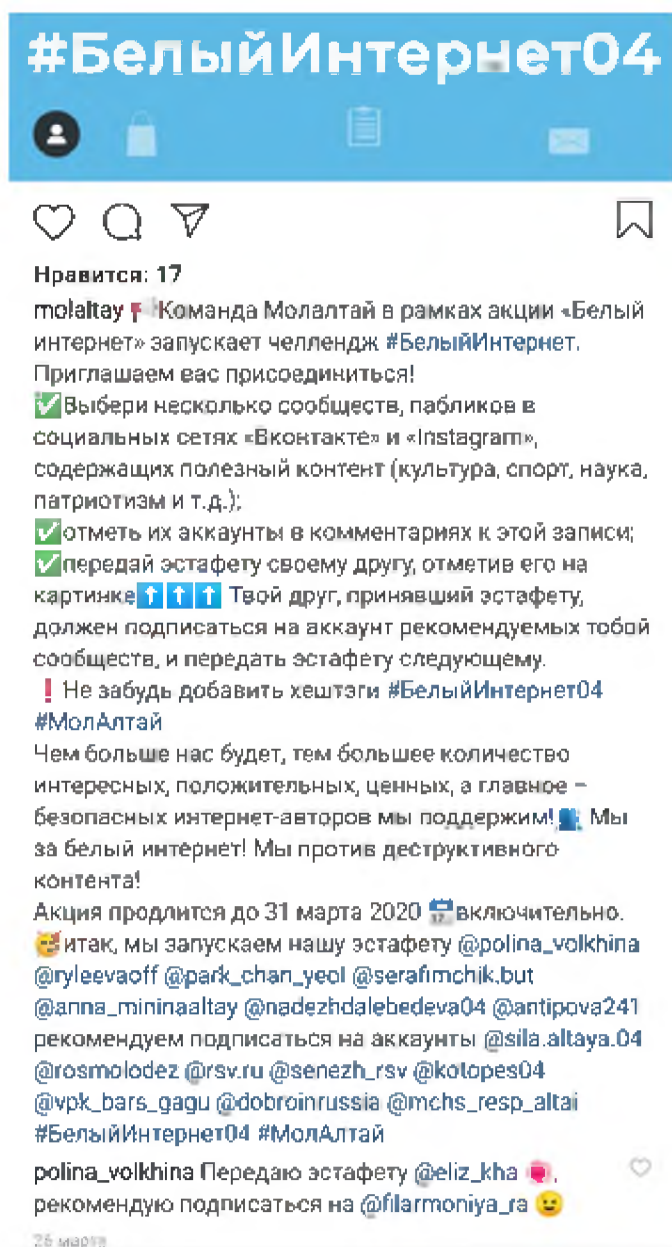 #БелыйИнтернет04
Нравится: 17
molaltay Команда Молалтай в рамках акции «Белый
интернет» запускает челлендж #БелыйИнтернет.
Приглашаем вас присоединиться!
✅Выбери несколько сообществ, пабликов в
социальных сетях «Вконтакте» и «Instagram»,
содержащих полезный контент (культура, спорт, наука,
патриотизм и т.д.);
✅отметь их аккаунты в комментариях к этой записи;
✅передай эстафету своему другу, отметив его на
картинке⬆️⬆️⬆️ Твой друг, принявший эстафету,
должен подписаться на аккаунт рекомендуемых тобой
сообществ, и передать эстафету следующему.
❗Не забудь добавить хештэги #БелыйИнтернет04
#МолАлтай
Чем больше нас будет, тем большее количество
интересных, положительных, ценных, а главное –
безопасных интернет-авторов мы поддержим! Мы
за белый интернет! Мы против деструктивного
контента!
Акция продлится до 31 марта 2020 включительно.
итак, мы запускаем нашу эстафету @polina_volkhina
@ryleevaoff @park_chan_yeol @serafimchik.but
@anna_mininaaltay @nadezhdalebedeva04 @antipova241
рекомендуем подписаться на аккаунты @sila.altaya.04
@rosmolodez @rsv.ru @senezh_rsv @kotopes04
@vpk_bars_gagu @dobroinrussia @mchs_resp_altai
#БелыйИнтернет04 #МолАлтай
polina_volkhina Передаю эстафету @eliz_kha ,
рекомендую подписаться на @filarmoniya_ra 😉
26 марта